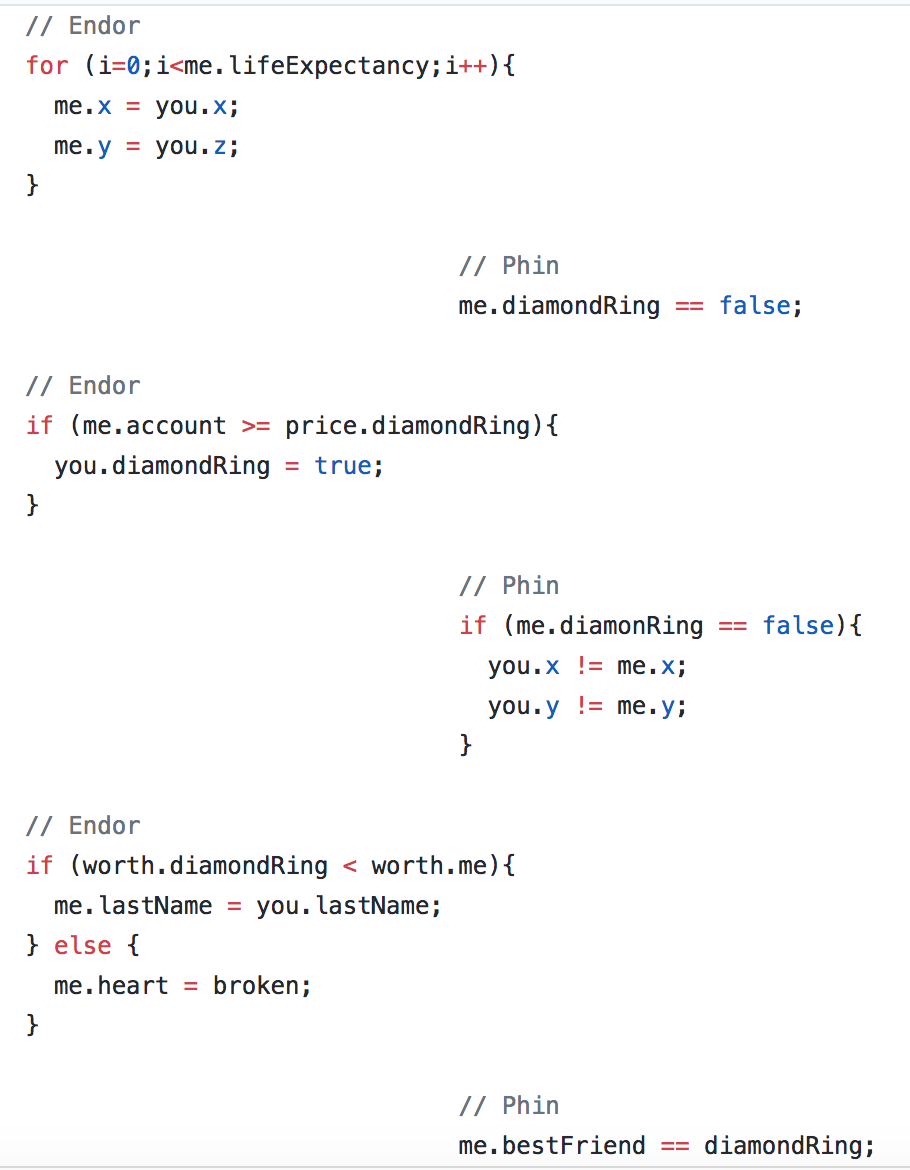 // Endor
for (i=0;i<me.lifeExpectancy;i++){
  me.x = you.x;
  me.y = you.z;
}
// Phin
me.diamondRing == false;
// Endor
if (me.account >= price.diamondRing){
  you.diamondRing = true;
}
// Phin
if (me.diamonRing == false){
  you.x != me.x;
  you.y != me.y;
}
// Endor
if (worth.diamondRing < worth.me){
  me.lastName = you.lastName;
} else {
  me.heart = broken;
}
// Phin
me.bestFriend == diamondRing;